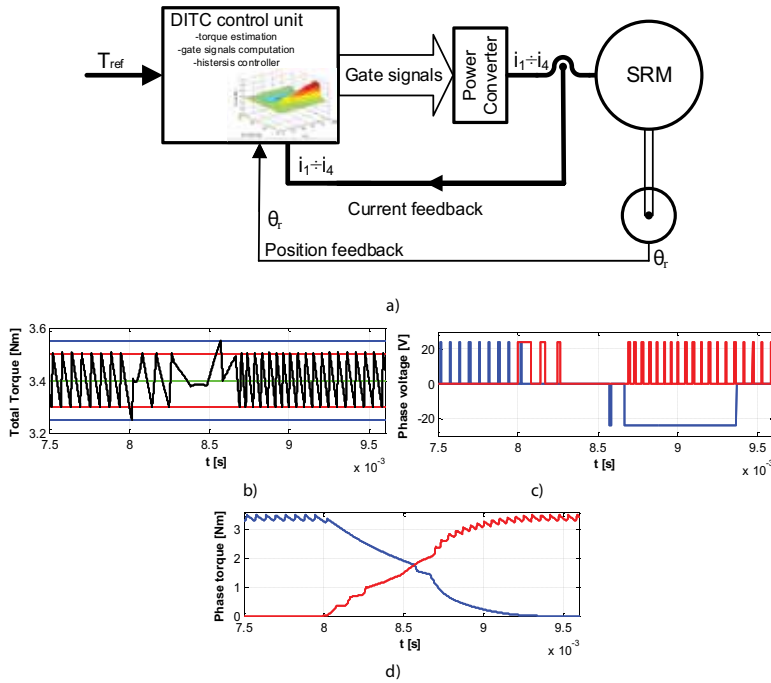 DITC control unit
-torque estimation
-gate signals computation
-histersis controller
Tref
Gate signals
Power
Converter
i1÷i4
SRM
i1÷i4
Current feedback
θr
Position feedback
θr
a)
Total Torque [Nm]
3.6
3.4
3.2
7.5 8 8.5 9 9.5
t [s]
x 10-3
b)
Phase voltage [V]
20
0
-20
7.5 8 8.5 9 9.5
t [s]
x 10-3
c)
Phase torque [Nm]
3
2
1
0
7.5 8 8.5 9 9.5
t [s]
x 10-3
d)